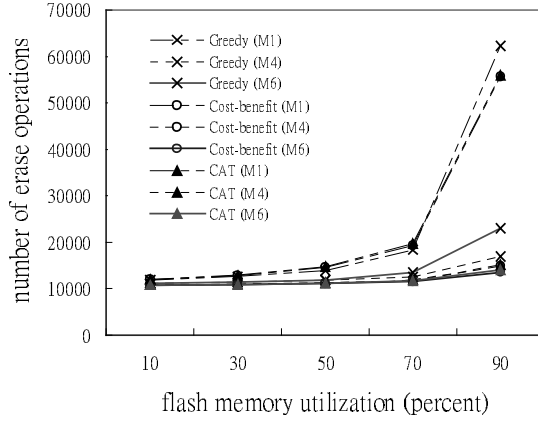 number of erase operations
70000
60000
50000
40000
30000
20000
10000
0
Greedy (M1)
Greedy (M4)
Greedy (M6)
Cost-benefit (M1)
Cost-benefit (M4)
Cost-benefit (M6)
CAT (M1)
CAT (M4)
CAT (M6)
10 30 50 70 90
flash memory utilization (percent)